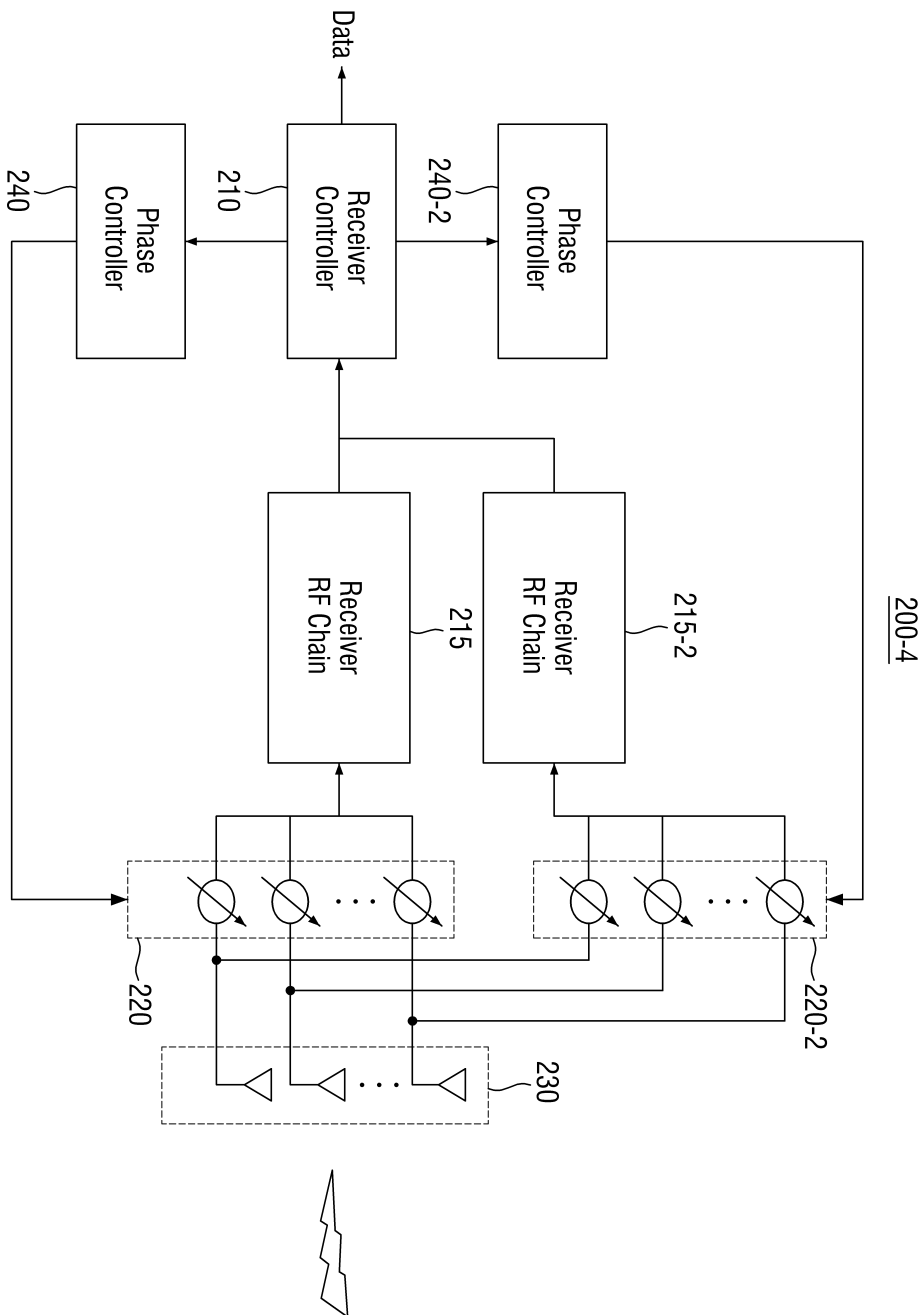 200-4
Phase
Controller
240-2
Receiver
RF Chain
215-2
220-2
Data
Receiver
Controller
210
Receiver
RF Chain
215
230
Phase
Controller
240
220